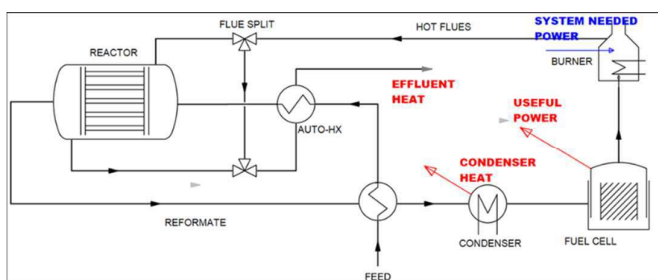 FLUE SPLIT
HOT FLUES
SYSTEM NEEDED
POWER
BURNER
REACTOR
EFFLUENT
HEAT
AUTO-HX
USEFUL
POWER
CONDENSER
HEAT
REFORMATE
CONDENSER
FUEL CELL
FEED